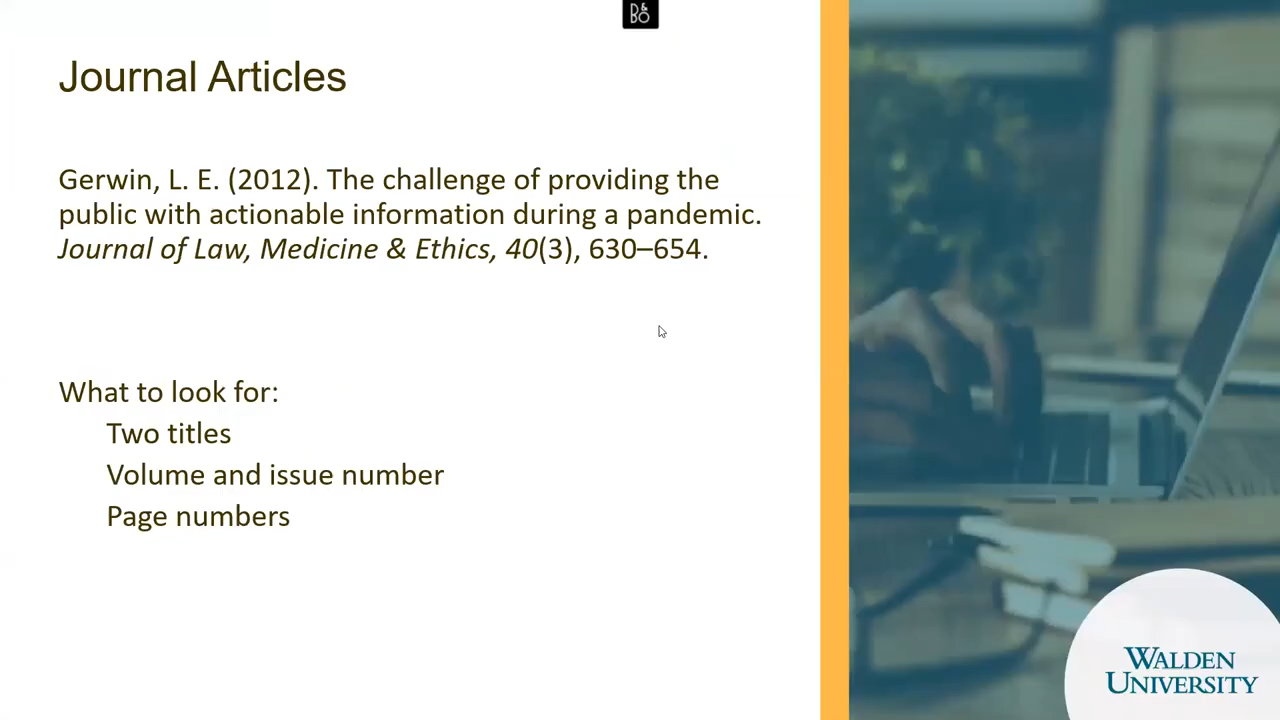 B&O
Journal Articles
Gerwin, L. E. (2012). The challenge of providing the
public with actionable information during a pandemic.
Journal of Law, Medicine & Ethics, 40(3), 630–654.
What to look for:
Two titles
Volume and issue number
Page numbers
WALDEN
UNIVERSITY